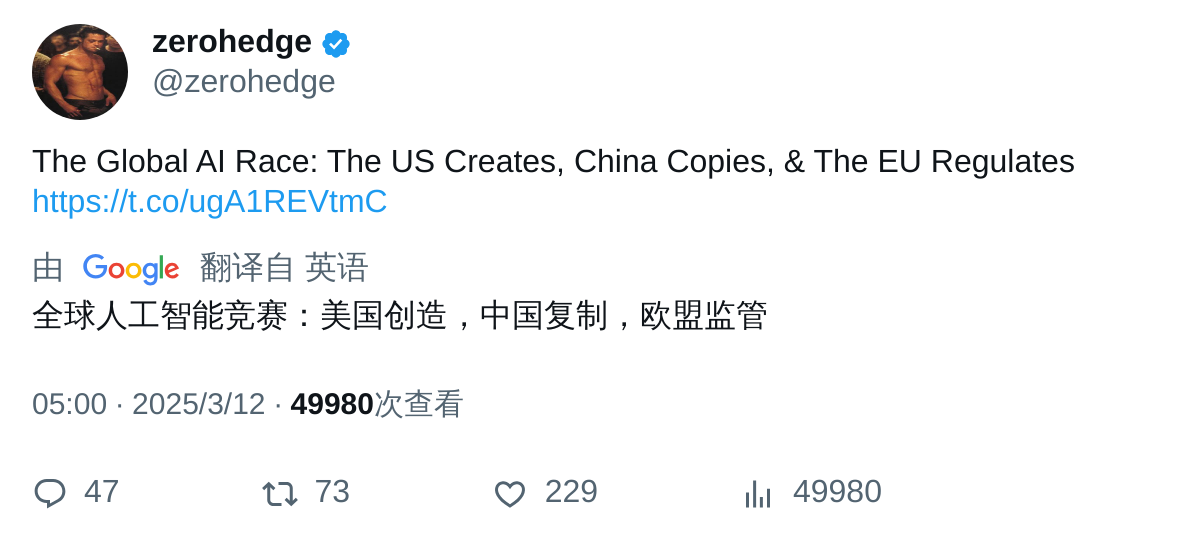 zerohedge
@zerohedge
The Global AI Race: The US Creates, China Copies, & The EU Regulates
https://t.co/ugA1REVtmC
由 Google 翻译自 英语
全球人工智能竞赛：美国创造，中国复制，欧盟监管
05:00 · 2025/3/12 · 49980次查看
47 73 229 49980